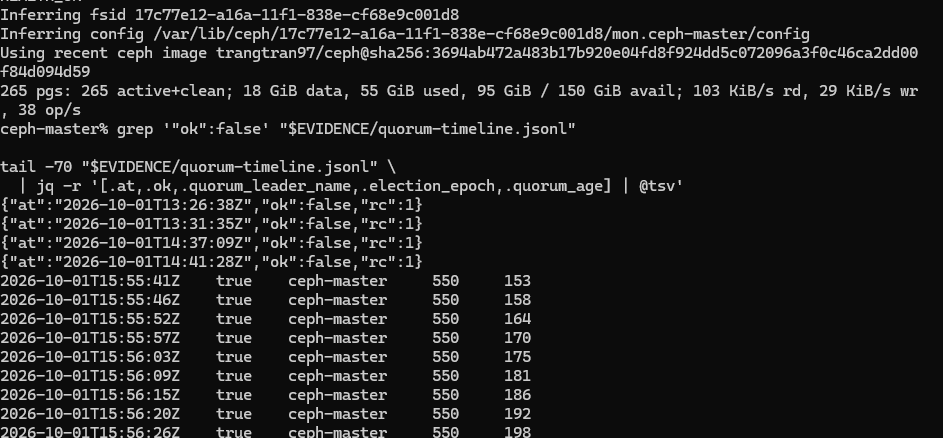 Inferring fsid 17c77e12-a16a-11f1-838e-cf68e9c001d8
Inferring config /var/lib/ceph/17c77e12-a16a-11f1-838e-cf68e9c001d8/mon.ceph-master/config
Using recent ceph image trangtran97/ceph@sha256:3694ab472a483b17b920e04fd8f924dd5c072096a3f0c46ca2dd00
f84d094d59
265 pgs: 265 active+clean; 18 GiB data, 55 GiB used, 95 GiB / 150 GiB avail; 103 KiB/s rd, 29 KiB/s wr
, 38 op/s
ceph-master% grep '"ok":false' "$EVIDENCE/quorum-timeline.jsonl"

tail -70 "$EVIDENCE/quorum-timeline.jsonl" \
  | jq -r '[.at,.ok,.quorum_leader_name,.election_epoch,.quorum_age] | @tsv'
{"at":"2026-10-01T13:26:38Z","ok":false,"rc":1}
{"at":"2026-10-01T13:31:35Z","ok":false,"rc":1}
{"at":"2026-10-01T14:37:09Z","ok":false,"rc":1}
{"at":"2026-10-01T14:41:28Z","ok":false,"rc":1}
2026-10-01T15:55:41Z    true    ceph-master     550     153
2026-10-01T15:55:46Z    true    ceph-master     550     158
2026-10-01T15:55:52Z    true    ceph-master     550     164
2026-10-01T15:55:57Z    true    ceph-master     550     170
2026-10-01T15:56:03Z    true    ceph-master     550     175
2026-10-01T15:56:09Z    true    ceph-master     550     181
2026-10-01T15:56:15Z    true    ceph-master     550     186
2026-10-01T15:56:20Z    true    ceph-master     550     192
2026-10-01T15:56:26Z    true    ceph-master     550     198